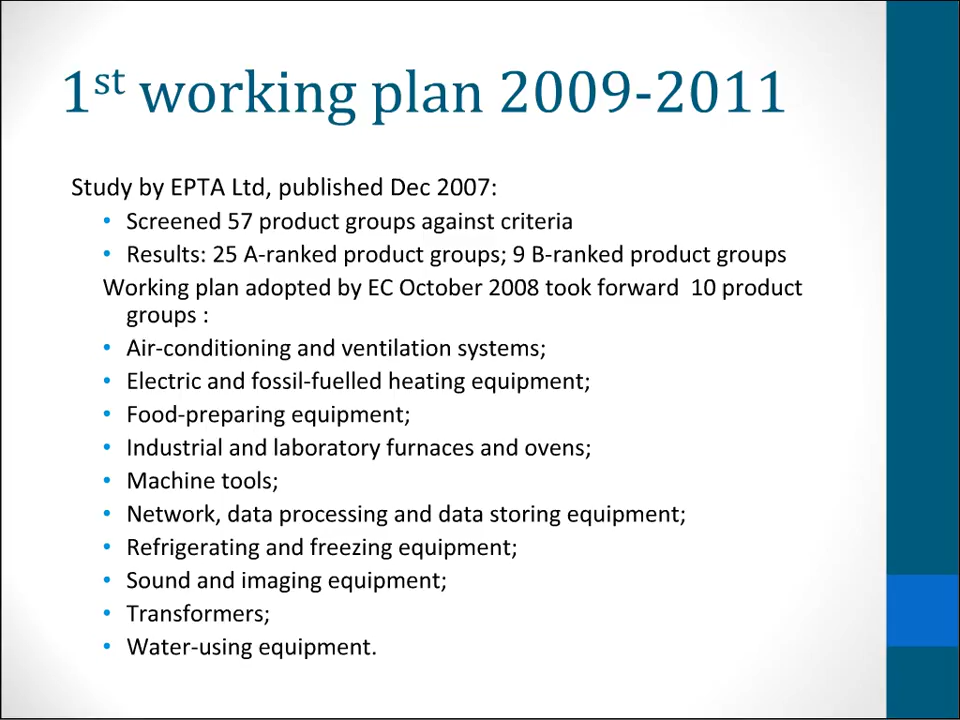 1st working plan 2009-2011
Study by EPTA Ltd, published Dec 2007:
• Screened 57 product groups against criteria
• Results: 25 A-ranked product groups; 9 B-ranked product groups
Working plan adopted by EC October 2008 took forward  10 product
groups :
• Air-conditioning and ventilation systems;
• Electric and fossil-fuelled heating equipment;
• Food-preparing equipment;
• Industrial and laboratory furnaces and ovens;
• Machine tools;
• Network, data processing and data storing equipment;
• Refrigerating and freezing equipment;
• Sound and imaging equipment;
• Transformers;
• Water-using equipment.